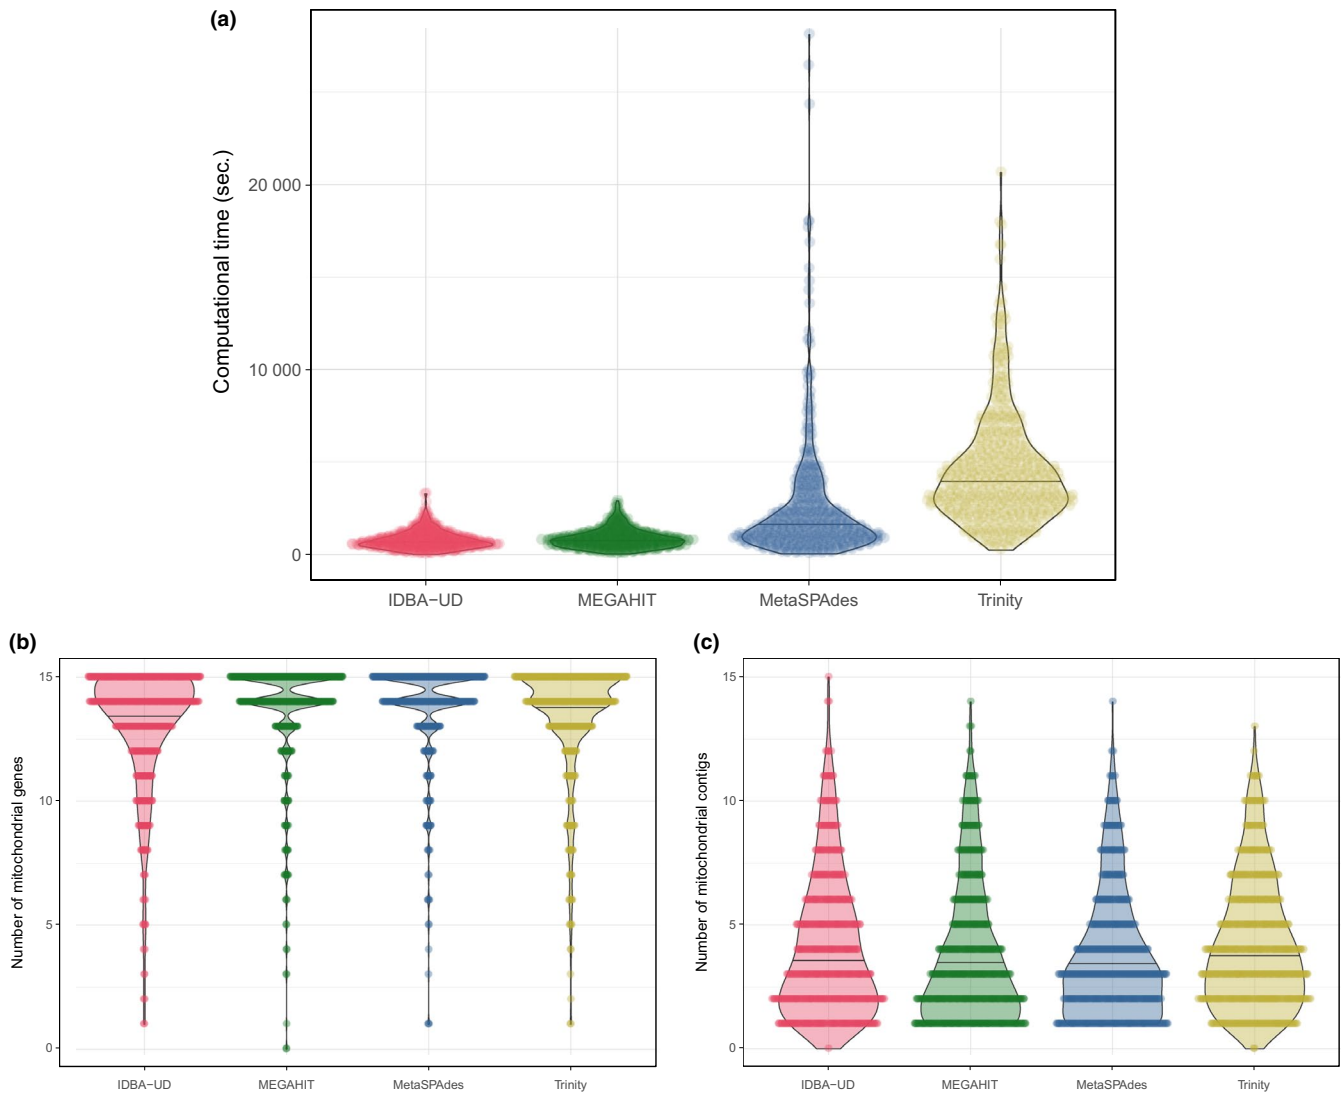 (a)
Computational time (sec.)
20 000
10 000
0
IDBA−UD MEGAHIT MetaSPAdes Trinity
(b)
Number of mitochondrial genes
15
10
5
0
IDBA−UD MEGAHIT MetaSPAdes Trinity
(c)
Number of mitochondrial contigs
15
10
5
0
IDBA−UD MEGAHIT MetaSPAdes Trinity